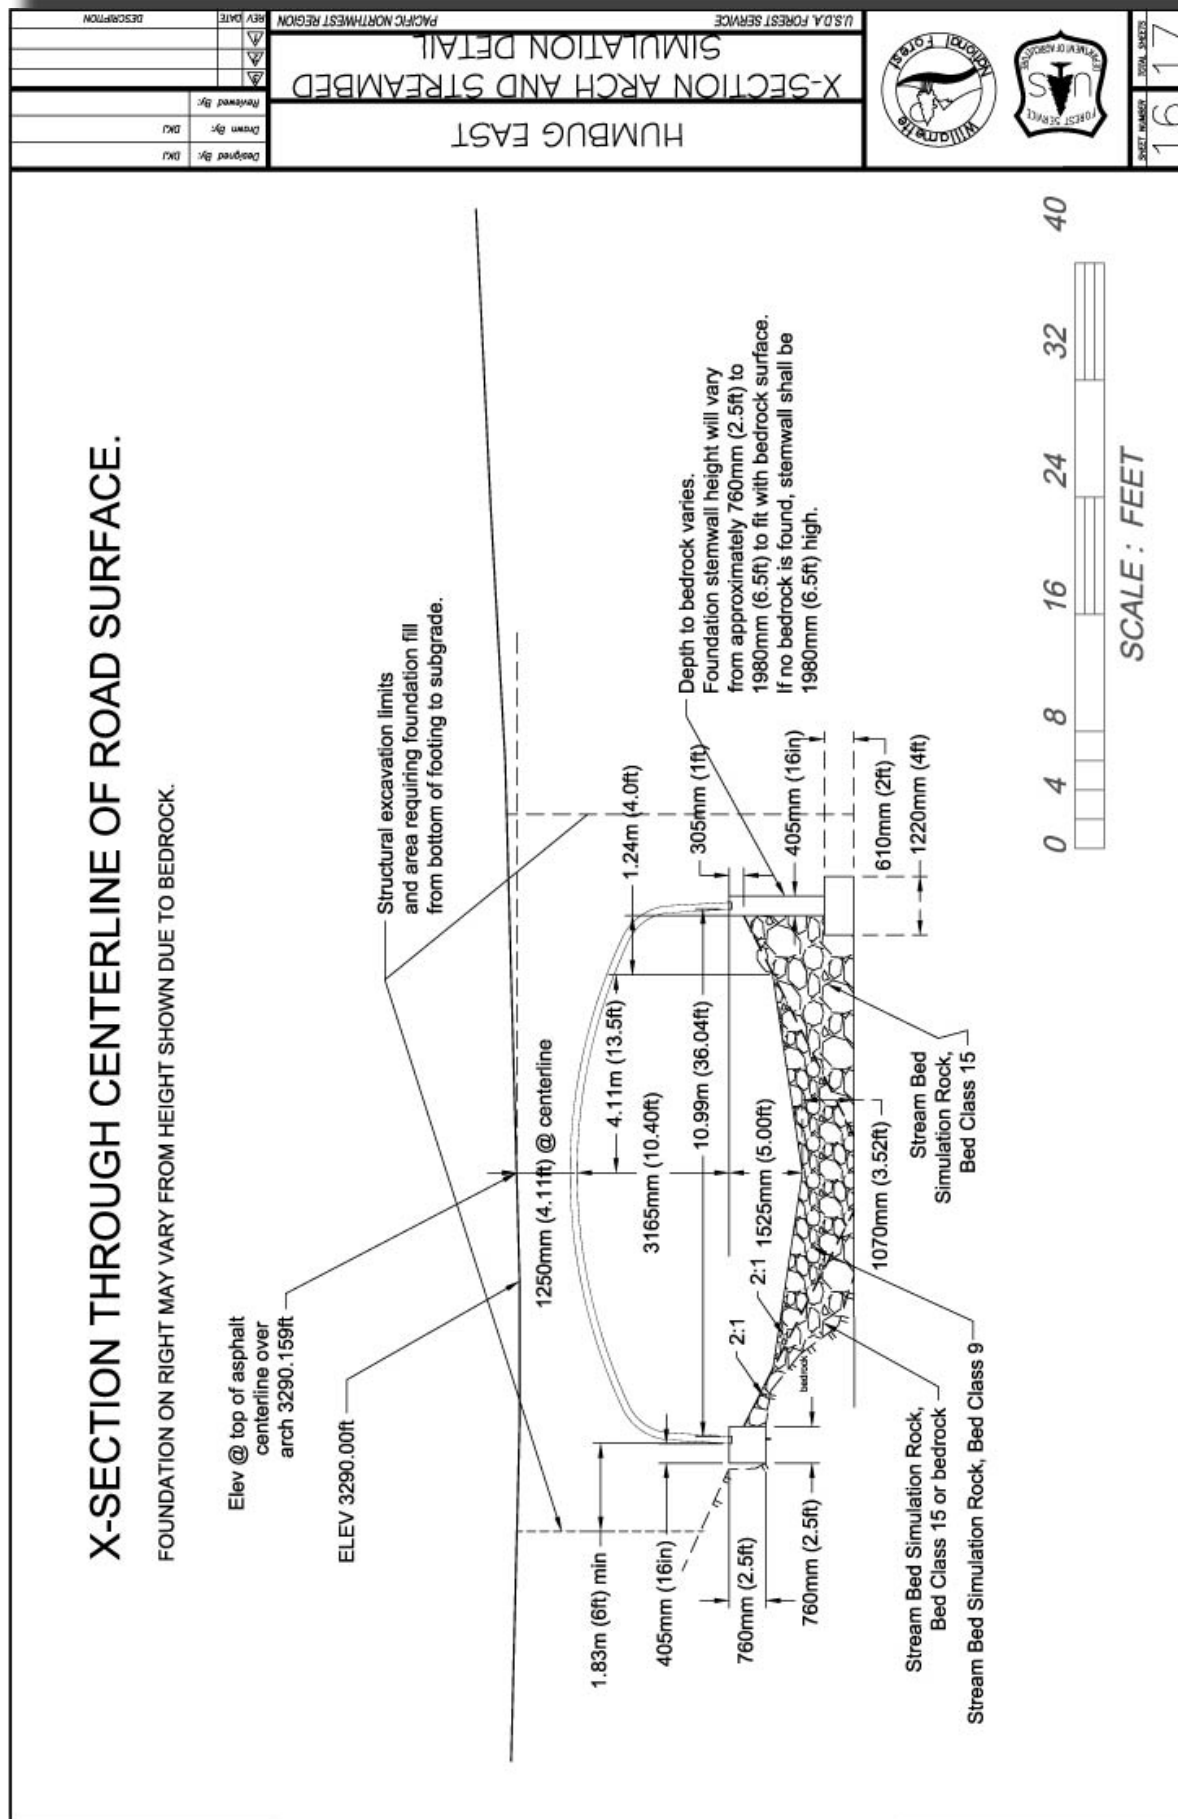 X-SECTION THROUGH CENTERLINE OF ROAD SURFACE.
FOUNDATION ON RIGHT MAY VARY FROM HEIGHT SHOWN DUE TO BEDROCK.
Elev @ top of asphalt
centerline over
arch 3290.159ft
ELEV 3290.00ft
Structural excavation limits
and area requiring foundation fill
from bottom of footing to subgrade.
1250mm (4.11ft) @ centerline
1.83m (6ft) min
405mm (16in)
760mm (2.5ft)
760mm (2.5ft)
3165mm (10.40ft)
4.11m (13.5ft)
1.24m (4.0ft)
10.99m (36.04ft)
305mm (1ft)
1525mm (5.00ft)
2:1
2:1
bedrock
405mm (16in)
1070mm (3.52ft)
610mm (2ft)
1220mm (4ft)
Depth to bedrock varies.
Foundation stemwall height will vary
from approximately 760mm (2.5ft) to
1980mm (6.5ft) to fit with bedrock surface.
If no bedrock is found, stemwall shall be
1980mm (6.5ft) high.
Stream Bed Simulation Rock,
Bed Class 15 or bedrock
Stream Bed Simulation Rock, Bed Class 9
Stream Bed
Simulation Rock,
Bed Class 15
0 4 8 16 24 32 40
SCALE : FEET
SHEET NUMBER
16
TOTAL SHEETS
17
FOREST SERVICE
U S
DEPARTMENT OF AGRICULTURE
Willamette
National Forest
HUMBUG EAST
X-SECTION ARCH AND STREAMBED
SIMULATION DETAIL
U.S.D.A. FOREST SERVICE
PACIFIC NORTHWEST REGION
Designed By: DKJ
Drawn By: DKJ
Reviewed By:
REV DATE DESCRIPTION